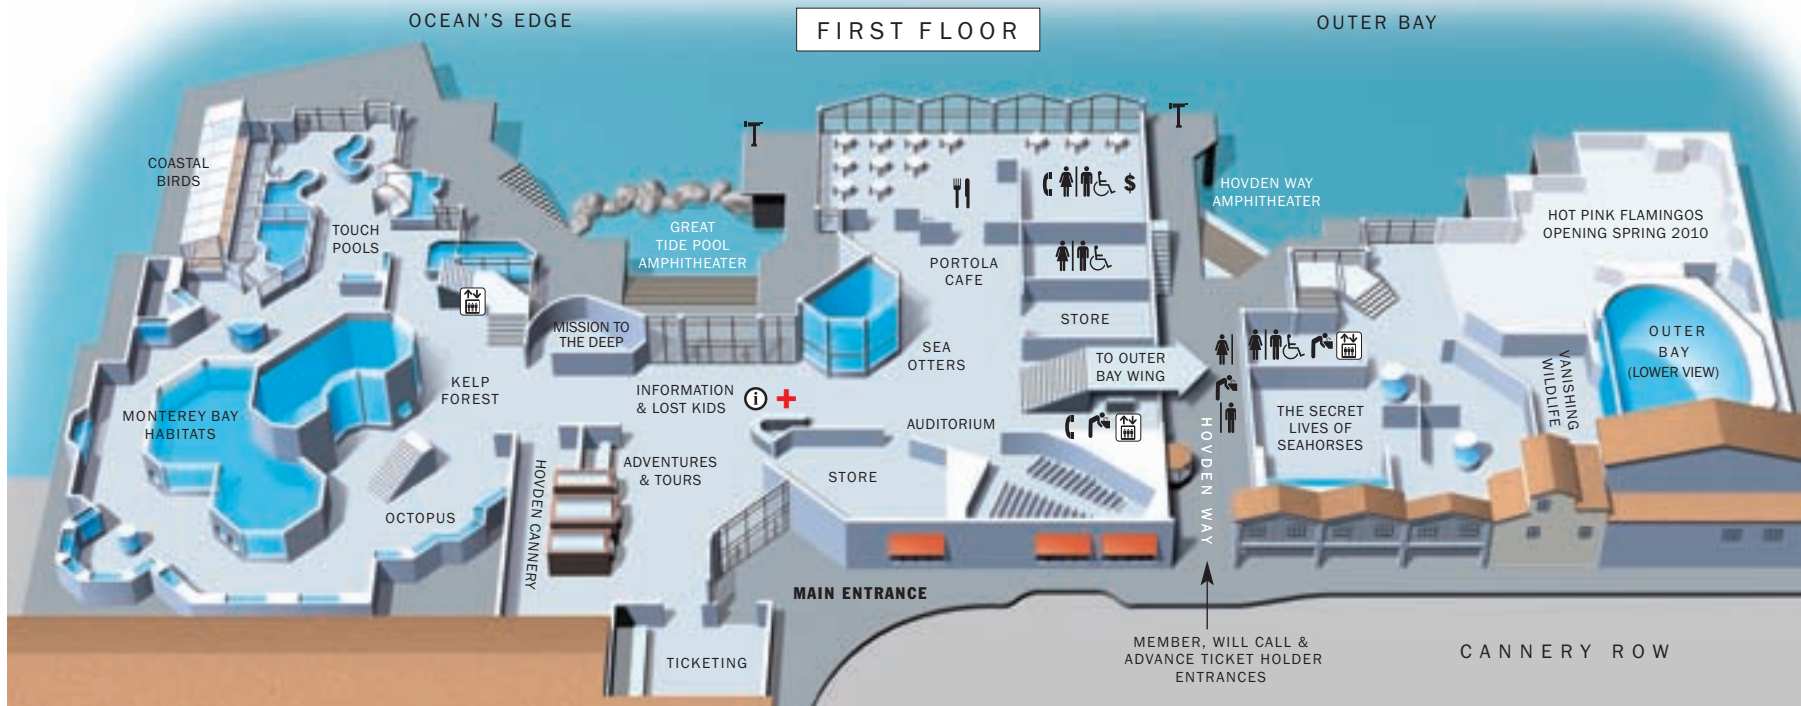 OCEAN'S EDGE
FIRST FLOOR
OUTER BAY
COASTAL
BIRDS
TOUCH
POOLS
GREAT
TIDE POOL
AMPHITHEATER
MISSION TO
THE DEEP
KELP
FOREST
MONTEREY BAY
HABITATS
OCTOPUS
HOVDEN CANNERY
INFORMATION
& LOST KIDS
i
ADVENTURES
& TOURS
STORE
AUDITORIUM
SEA
OTTERS
PORTOLA
CAFE
$
STORE
TO OUTER
BAY WING
HOVDEN WAY
AMPHITHEATER
HOVDEN WAY
THE SECRET
LIVES OF
SEAHORSES
HOT PINK FLAMINGOS
OPENING SPRING 2010
VANISHING
WILDLIFE
OUTER
BAY
(LOWER VIEW)
MAIN ENTRANCE
TICKETING
MEMBER, WILL CALL &
ADVANCE TICKET HOLDER
ENTRANCES
CANNERY ROW